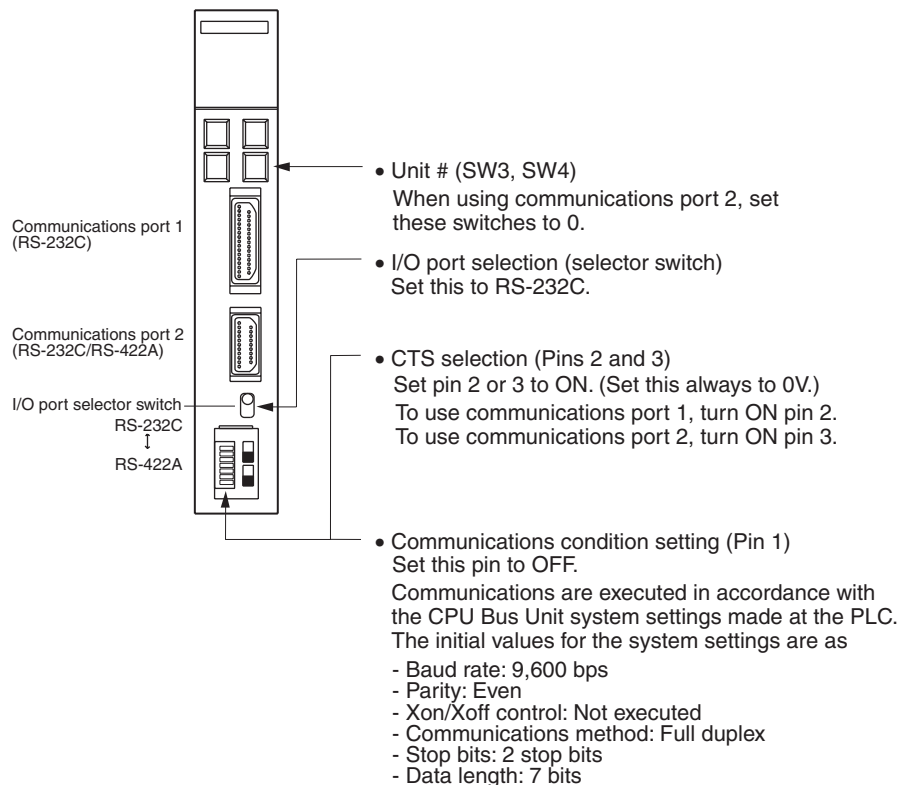 • Unit # (SW3, SW4)
When using communications port 2, set
these switches to 0.
Communications port 1
(RS-232C)
• I/O port selection (selector switch)
Set this to RS-232C.
Communications port 2
(RS-232C/RS-422A)
• CTS selection (Pins 2 and 3)
Set pin 2 or 3 to ON. (Set this always to 0V.)
To use communications port 1, turn ON pin 2.
To use communications port 2, turn ON pin 3.
I/O port selector switch
RS-232C
RS-422A
• Communications condition setting (Pin 1)
Set this pin to OFF.
Communications are executed in accordance with
the CPU Bus Unit system settings made at the PLC.
The initial values for the system settings are as
- Baud rate: 9,600 bps
- Parity: Even
- Xon/Xoff control: Not executed
- Communications method: Full duplex
- Stop bits: 2 stop bits
- Data length: 7 bits